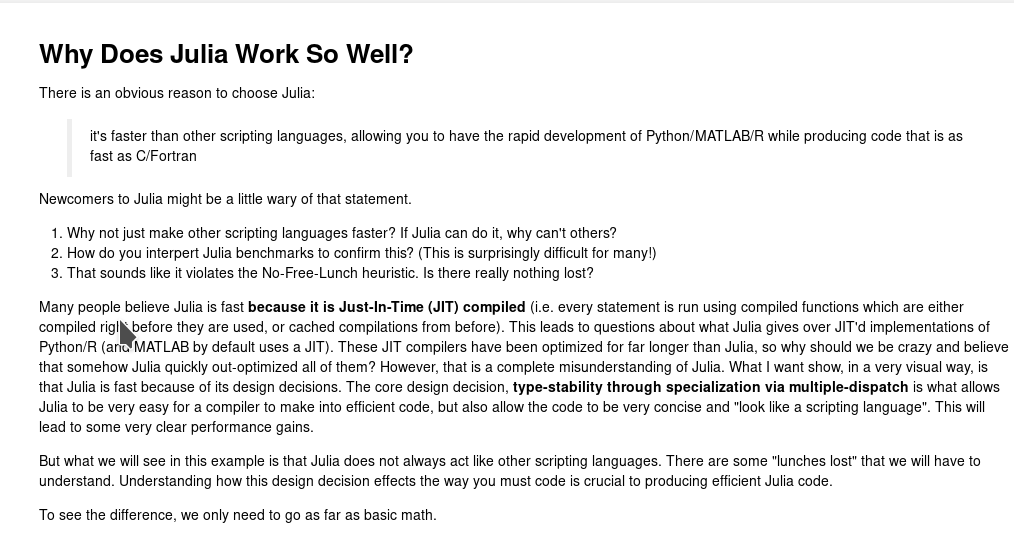 Why Does Julia Work So Well?
There is an obvious reason to choose Julia:
it's faster than other scripting languages, allowing you to have the rapid development of Python/MATLAB/R while producing code that is as
fast as C/Fortran
Newcomers to Julia might be a little wary of that statement.
1. Why not just make other scripting languages faster? If Julia can do it, why can't others?
2. How do you interpert Julia benchmarks to confirm this? (This is surprisingly difficult for many!)
3. That sounds like it violates the No-Free-Lunch heuristic. Is there really nothing lost?
Many people believe Julia is fast because it is Just-In-Time (JIT) compiled (i.e. every statement is run using compiled functions which are either
compiled right before they are used, or cached compilations from before). This leads to questions about what Julia gives over JIT'd implementations of
Python/R (and MATLAB by default uses a JIT). These JIT compilers have been optimized for far longer than Julia, so why should we be crazy and believe
that somehow Julia quickly out-optimized all of them? However, that is a complete misunderstanding of Julia. What I want show, in a very visual way, is
that Julia is fast because of its design decisions. The core design decision, type-stability through specialization via multiple-dispatch is what allows
Julia to be very easy for a compiler to make into efficient code, but also allow the code to be very concise and "look like a scripting language". This will
lead to some very clear performance gains.
But what we will see in this example is that Julia does not always act like other scripting languages. There are some "lunches lost" that we will have to
understand. Understanding how this design decision effects the way you must code is crucial to producing efficient Julia code.
To see the difference, we only need to go as far as basic math.